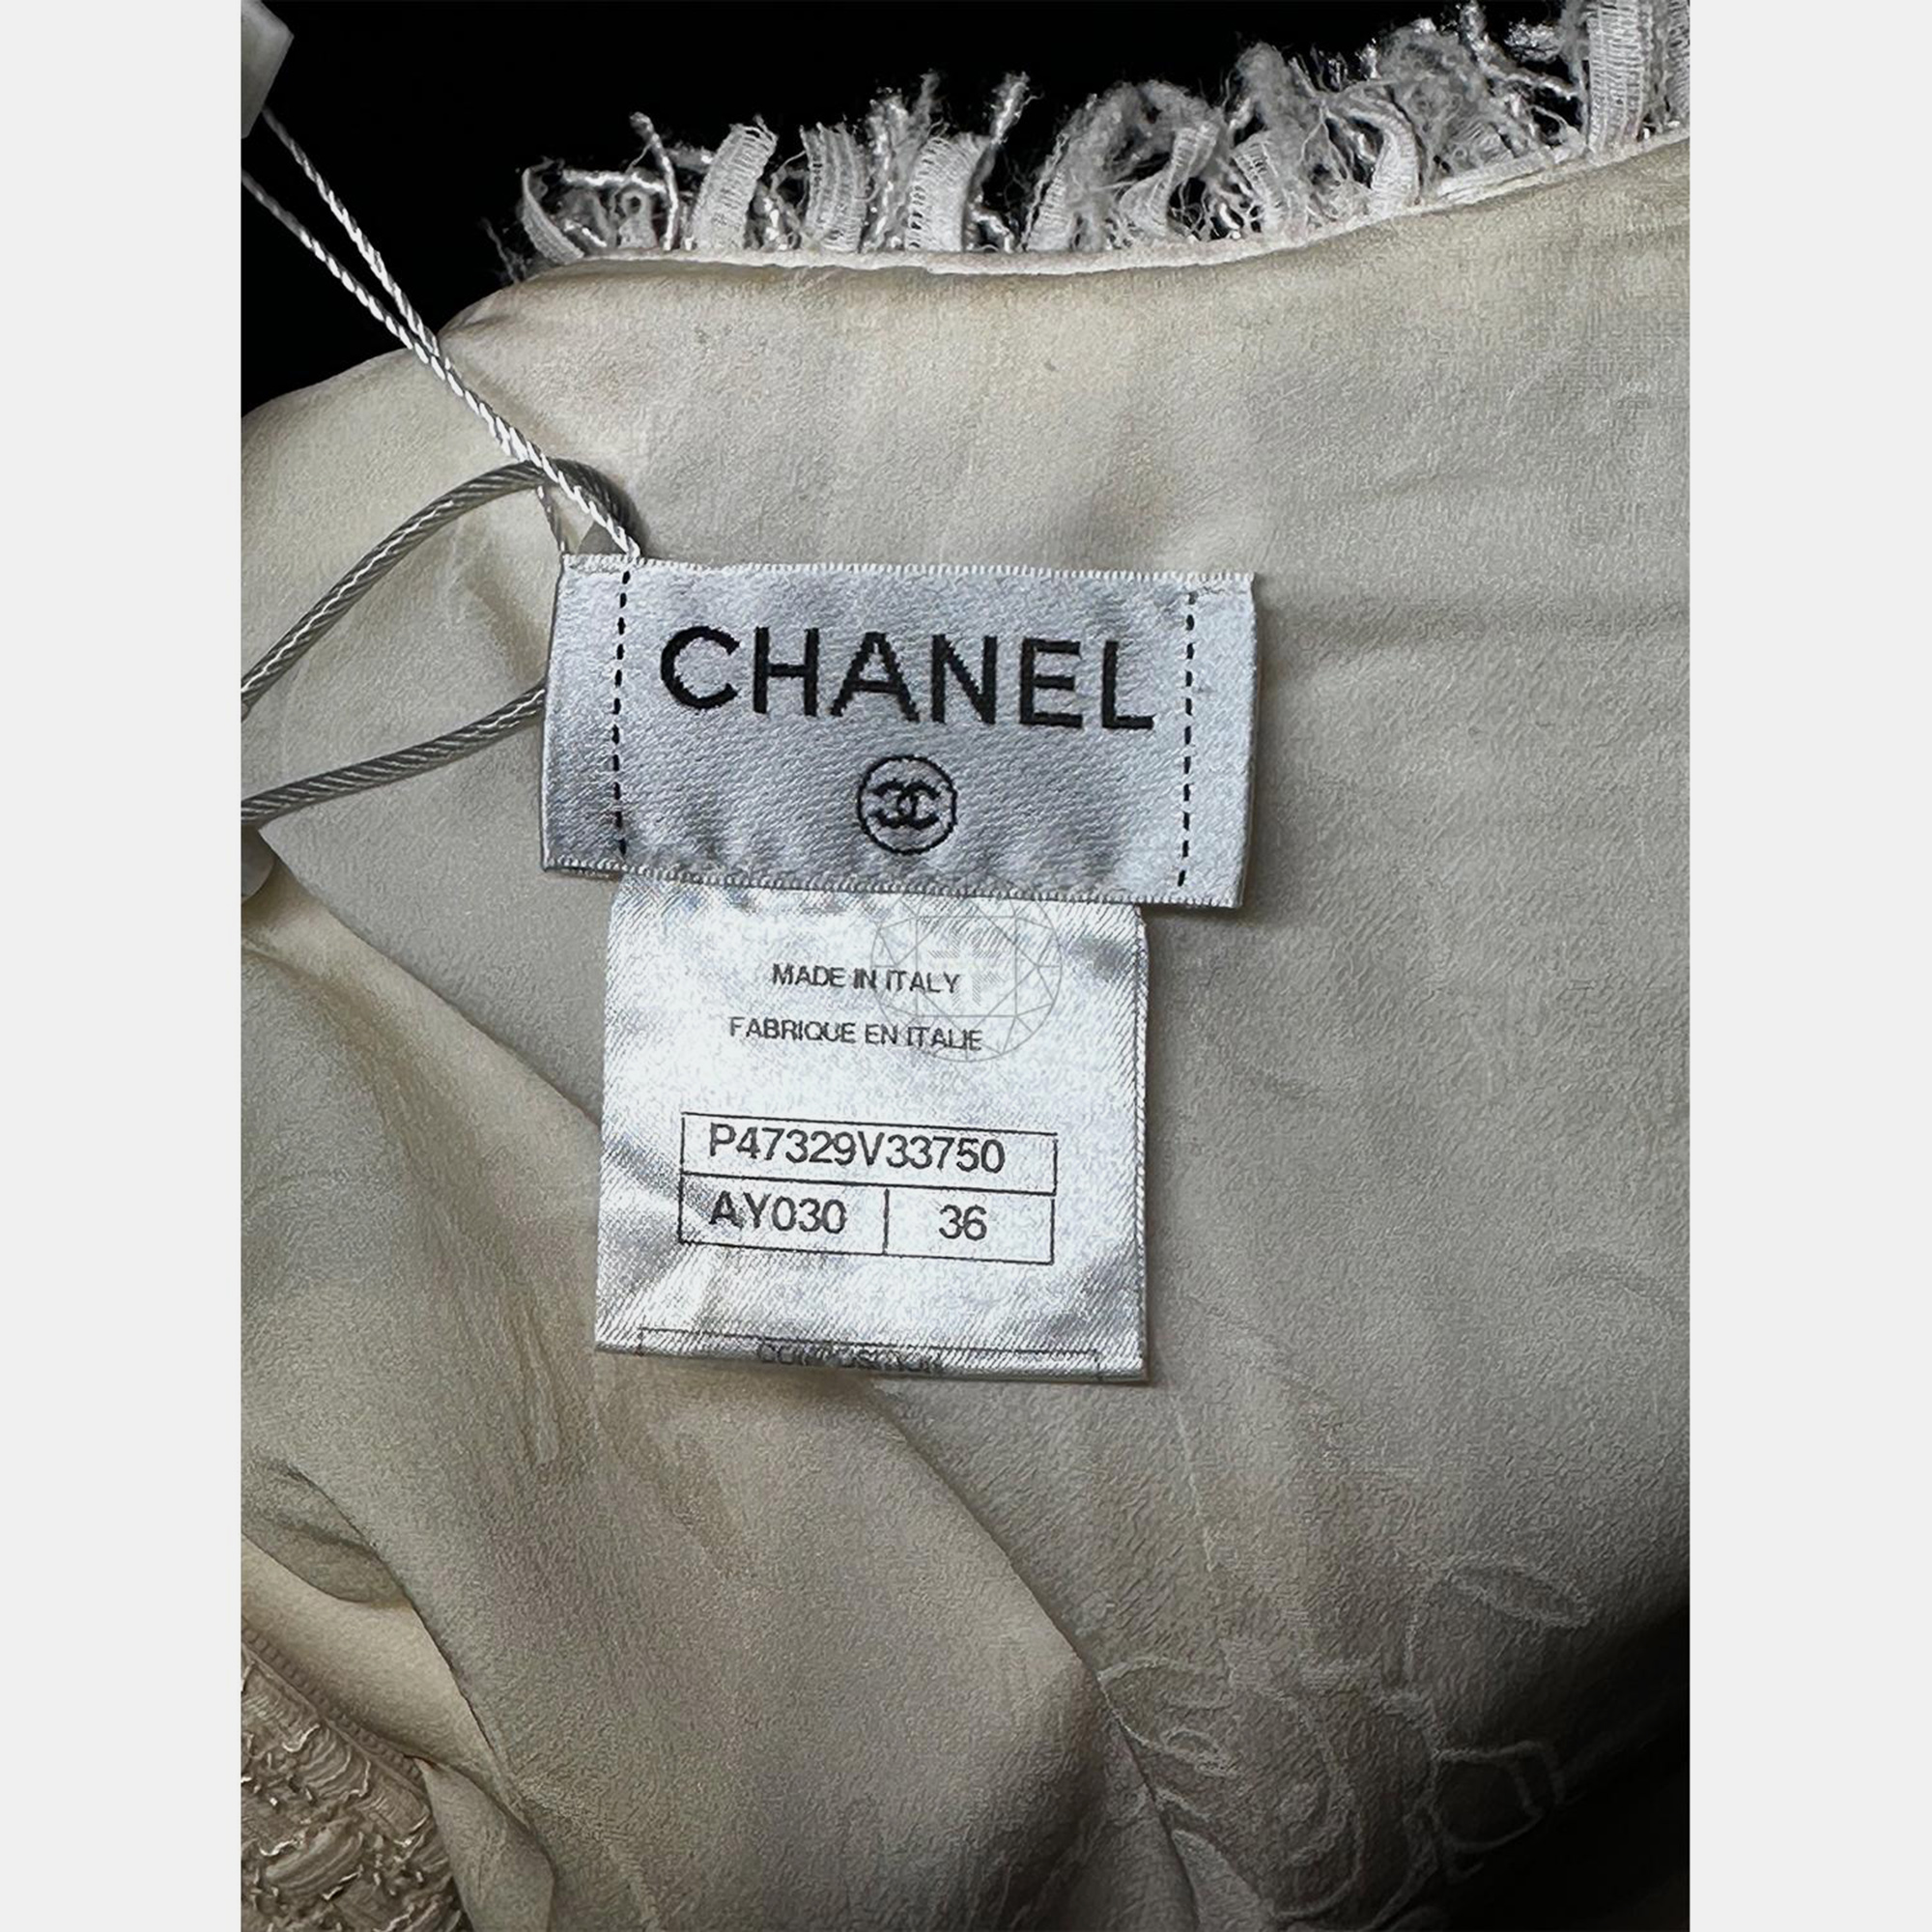 CHANEL
MADE IN ITALY
FABRIQUE EN ITALIE
P47329V33750
AY030 36